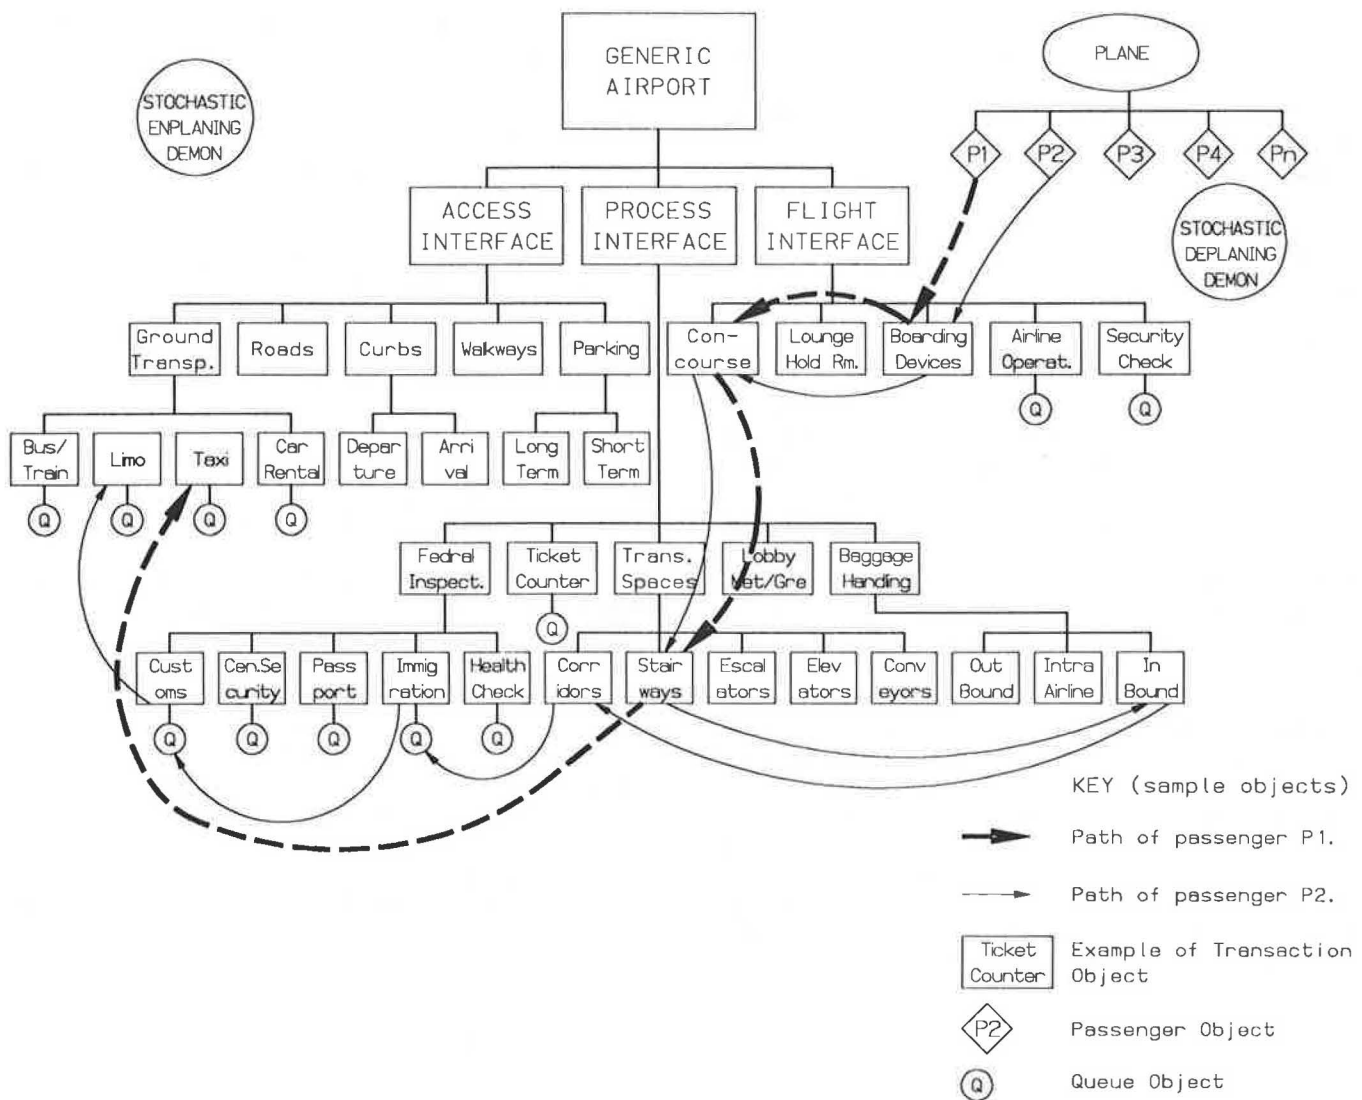 GENERIC
AIRPORT
PLANE
STOCHASTIC
ENPLANING
DEMON
P1
P2
P3
P4
Pn
STOCHASTIC
DEPLANING
DEMON
ACCESS
INTERFACE
PROCESS
INTERFACE
FLIGHT
INTERFACE
Ground
Transp.
Roads
Curbs
Walkways
Parking
Con-
course
Lounge
Hold Rm.
Boarding
Devices
Airline
Operat.
Security
Check
Q
Q
Bus/
Train
Limo
Taxi
Car
Rental
Depar
ture
Arri
val
Long
Term
Short
Term
Q
Q
Q
Q
Fedral
Inspect.
Ticket
Counter
Trans.
Spaces
Lobby
Met/Gre
Baggage
Handing
Q
Cust
oms
Cen.Se
curity
Pass
port
Immig
ration
Health
Check
Corr
idors
Stair
ways
Escal
ators
Elev
ators
Conv
eyors
Out
Bound
Intra
Airline
In
Bound
Q
Q
Q
Q
Q
KEY (sample objects)
Path of passenger P1.
Path of passenger P2.
Ticket
Counter
Example of Transaction
Object
P2
Passenger Object
Q
Queue Object